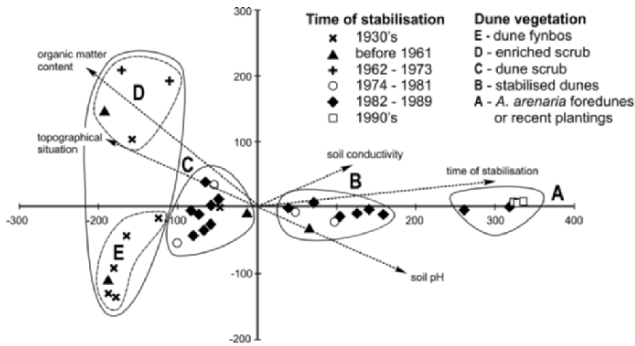 300
200
100
-100
-200
-300
-200
-100
100
200
300
400
Time of stabilisation
1930's
before 1961
1962 - 1973
1974 - 1981
1982 - 1989
1990's
Dune vegetation
E - dune fynbos
D - enriched scrub
C - dune scrub
B - stabilised dunes
A - A. arenaria foredunes
or recent plantings
organic matter
content
topographical
situation
D
C
E
B
A
soil conductivity
time of stabilisation
soil pH